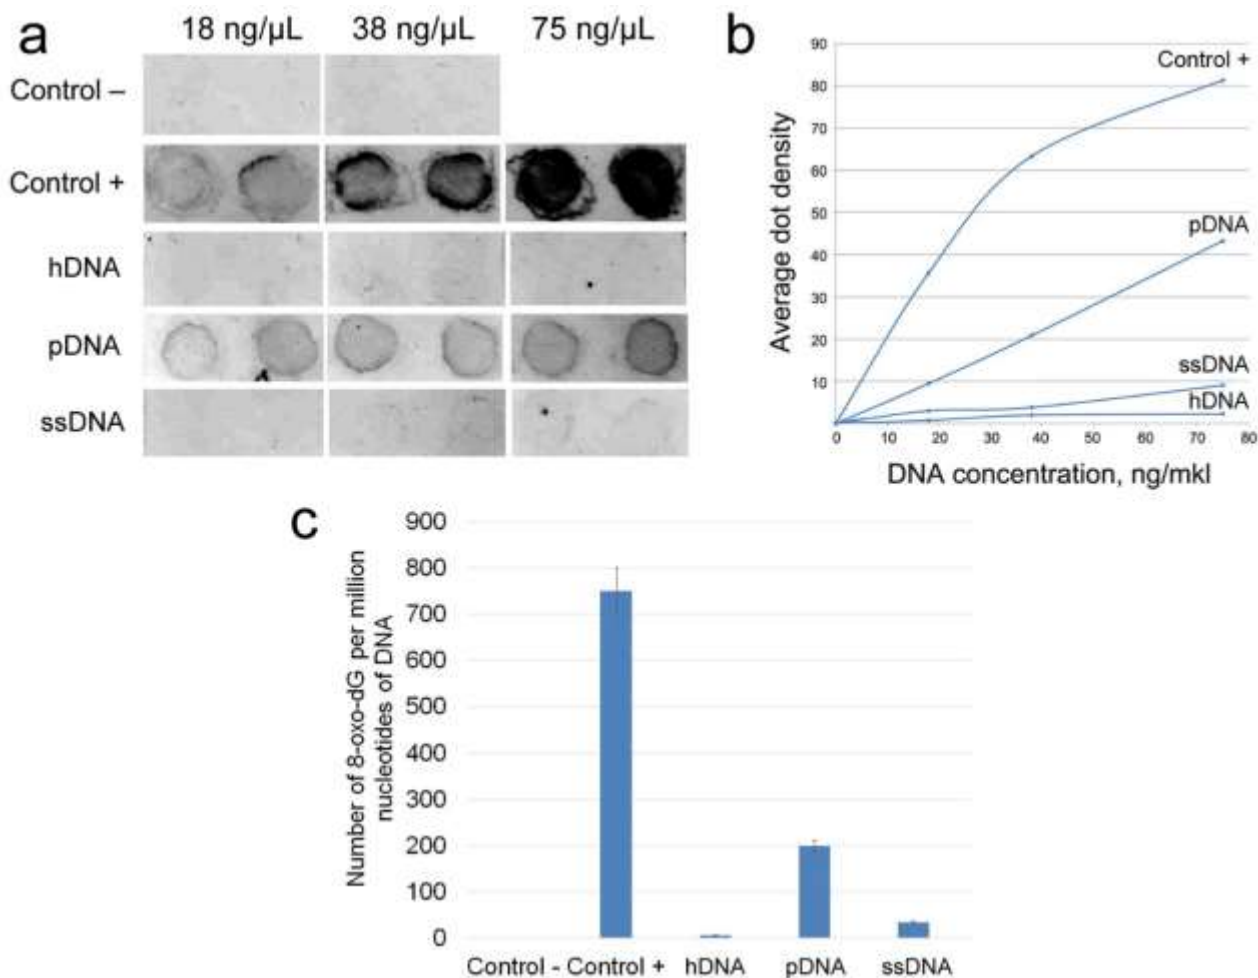 a
18 ng/µL 38 ng/µL 75 ng/µL
Control –
Control +
hDNA
pDNA
ssDNA
b
Average dot density
90
80
70
60
50
40
30
20
10
Control +
pDNA
ssDNA
hDNA
0 10 20 30 40 50 60 70 80
DNA concentration, ng/mkl
c
Number of 8-oxo-dG per million
nucleotides of DNA
900
800
700
600
500
400
300
200
100
0
Control - Control + hDNA pDNA ssDNA